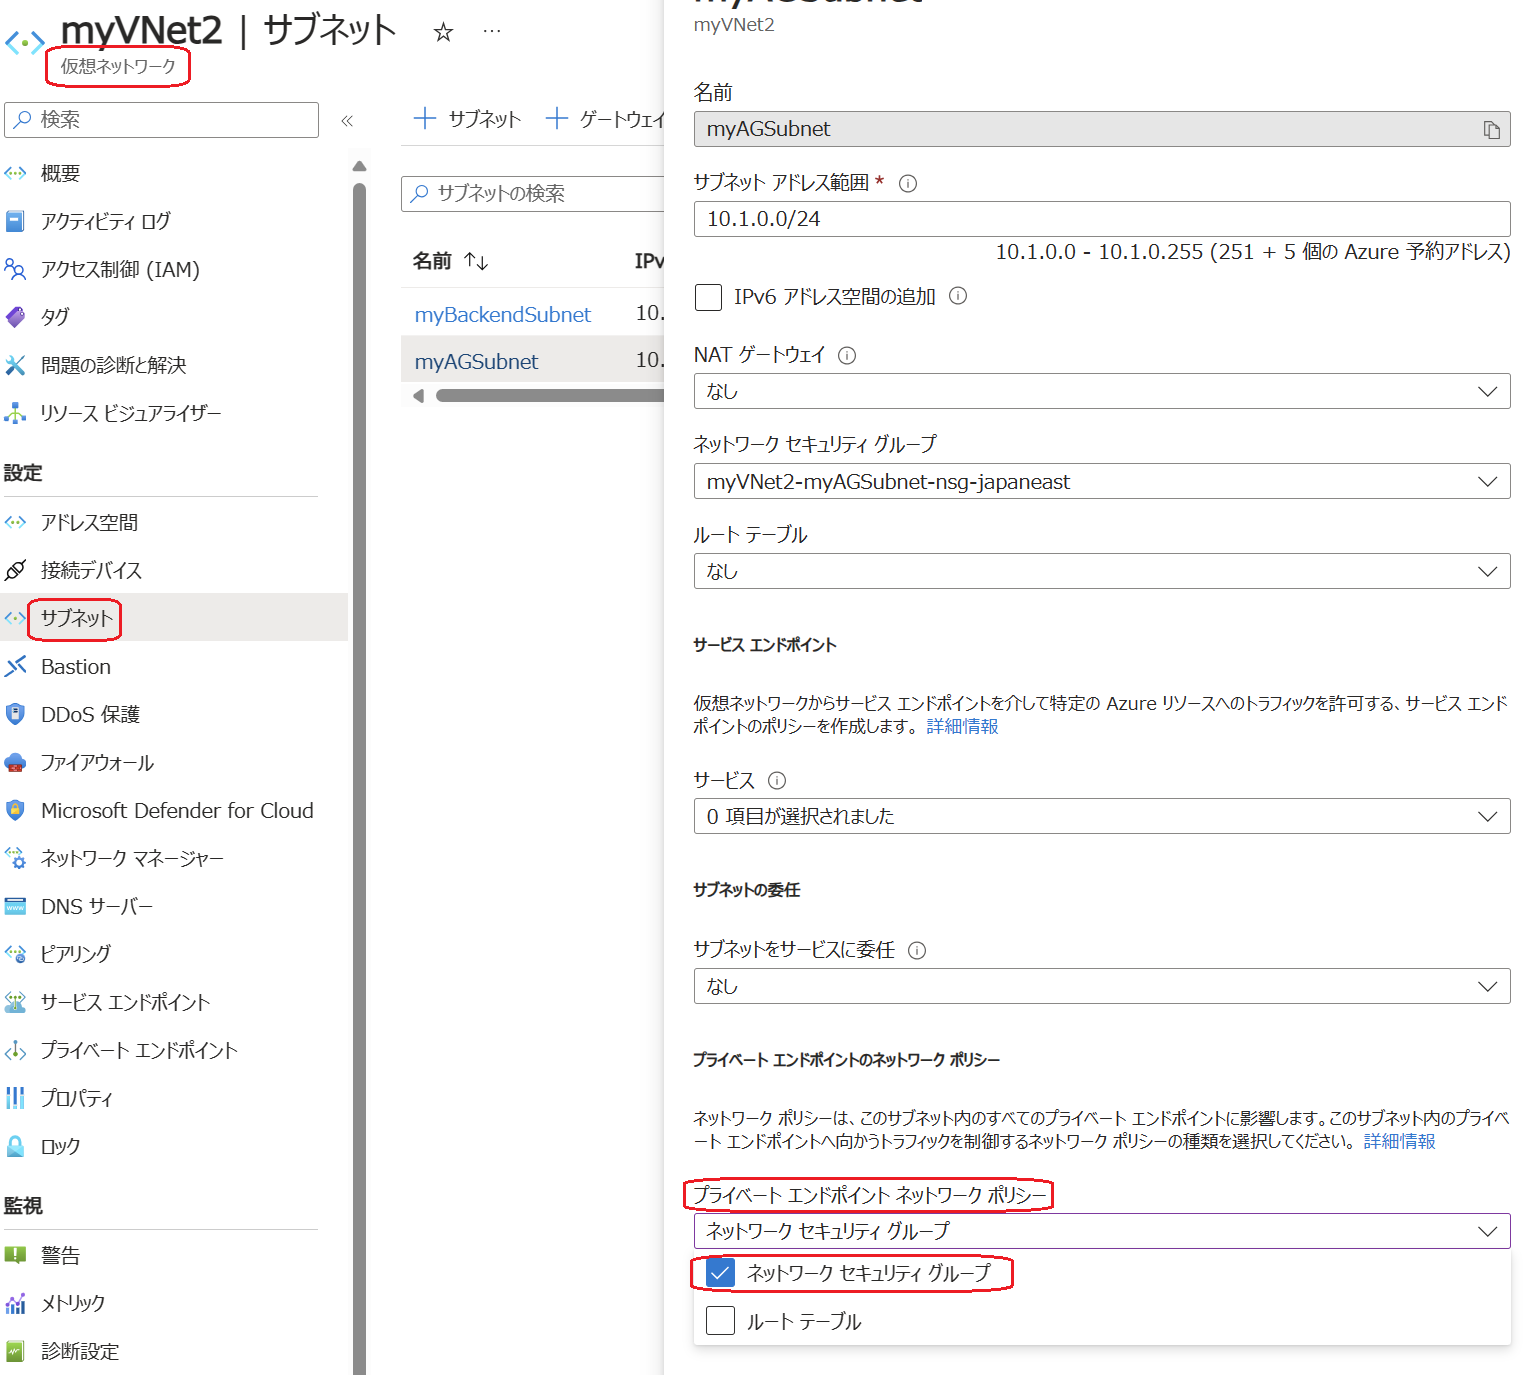 myVNet2 | サブネット
仮想ネットワーク
検索
概要
アクティビティ ログ
アクセス制御 (IAM)
タグ
問題の診断と解決
リソース ビジュアライザー
設定
アドレス空間
接続デバイス
サブネット
Bastion
DDoS 保護
ファイアウォール
Microsoft Defender for Cloud
ネットワーク マネージャー
DNS サーバー
ピアリング
サービス エンドポイント
プライベート エンドポイント
プロパティ
ロック
監視
警告
メトリック
診断設定
サブネット
ゲートウェイ
サブネットの検索
名前 IPv
myBackendSubnet 10.
myAGSubnet 10.
myAGSubnet
myVNet2
名前
myAGSubnet
サブネット アドレス範囲 *
10.1.0.0/24
10.1.0.0 - 10.1.0.255 (251 + 5 個の Azure 予約アドレス)
IPv6 アドレス空間の追加
NAT ゲートウェイ
なし
ネットワーク セキュリティ グループ
myVNet2-myAGSubnet-nsg-japaneast
ルート テーブル
なし
サービス エンドポイント
仮想ネットワークからサービス エンドポイントを介して特定の Azure リソースへのトラフィックを許可する、サービス エンド
ポイントのポリシーを作成します。 詳細情報
サービス
0 項目が選択されました
サブネットの委任
サブネットをサービスに委任
なし
プライベート エンドポイントのネットワーク ポリシー
ネットワーク ポリシーは、このサブネット内のすべてのプライベート エンドポイントに影響します。このサブネット内のプライベ
ート エンドポイントへ向かうトラフィックを制御するネットワーク ポリシーの種類を選択してください。 詳細情報
プライベート エンドポイント ネットワーク ポリシー
ネットワーク セキュリティ グループ
ネットワーク セキュリティ グループ
ルート テーブル